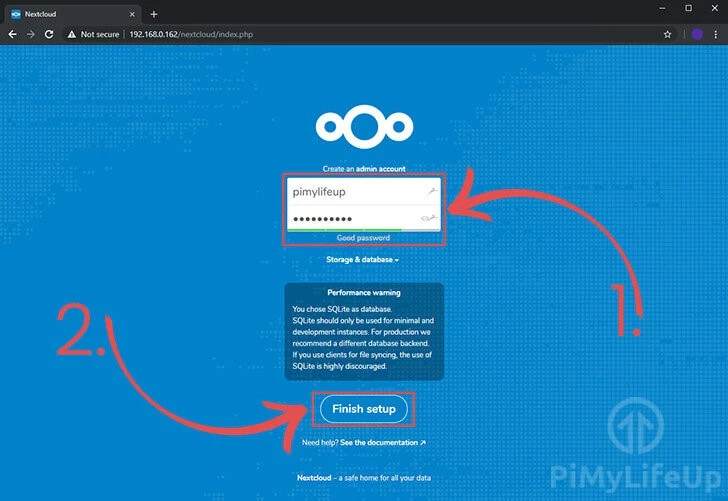 Nextcloud
Not secure
192.168.0.162/nextcloud/index.php
Create an admin account
pimylifeup
Good password
Storage & database
Performance warning
You chose SQLite as database.
SQLite should only be used for minimal and
development instances. For production we
recommend a different database backend.
If you use clients for file syncing, the use of
SQLite is highly discouraged.
1.
2.
Finish setup
Need help? See the documentation ↗
Nextcloud – a safe home for all your data
PiMyLifeUp